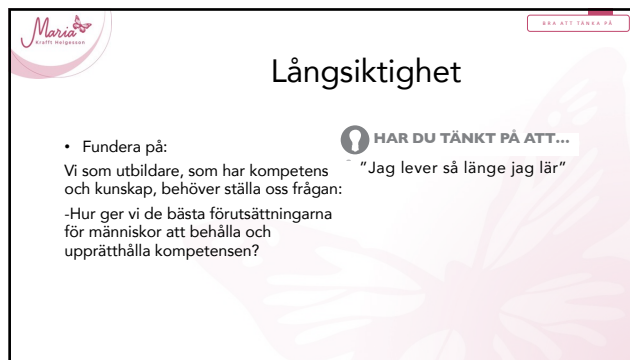 Maria
Krafft Helgesson
BRA ATT TÄNKA PÅ
Långsiktighet
• Fundera på:
Vi som utbildare, som har kompetens
och kunskap, behöver ställa oss frågan:
-Hur ger vi de bästa förutsättningarna
för människor att behålla och
upprätthålla kompetensen?
HAR DU TÄNKT PÅ ATT...
"Jag lever så länge jag lär"